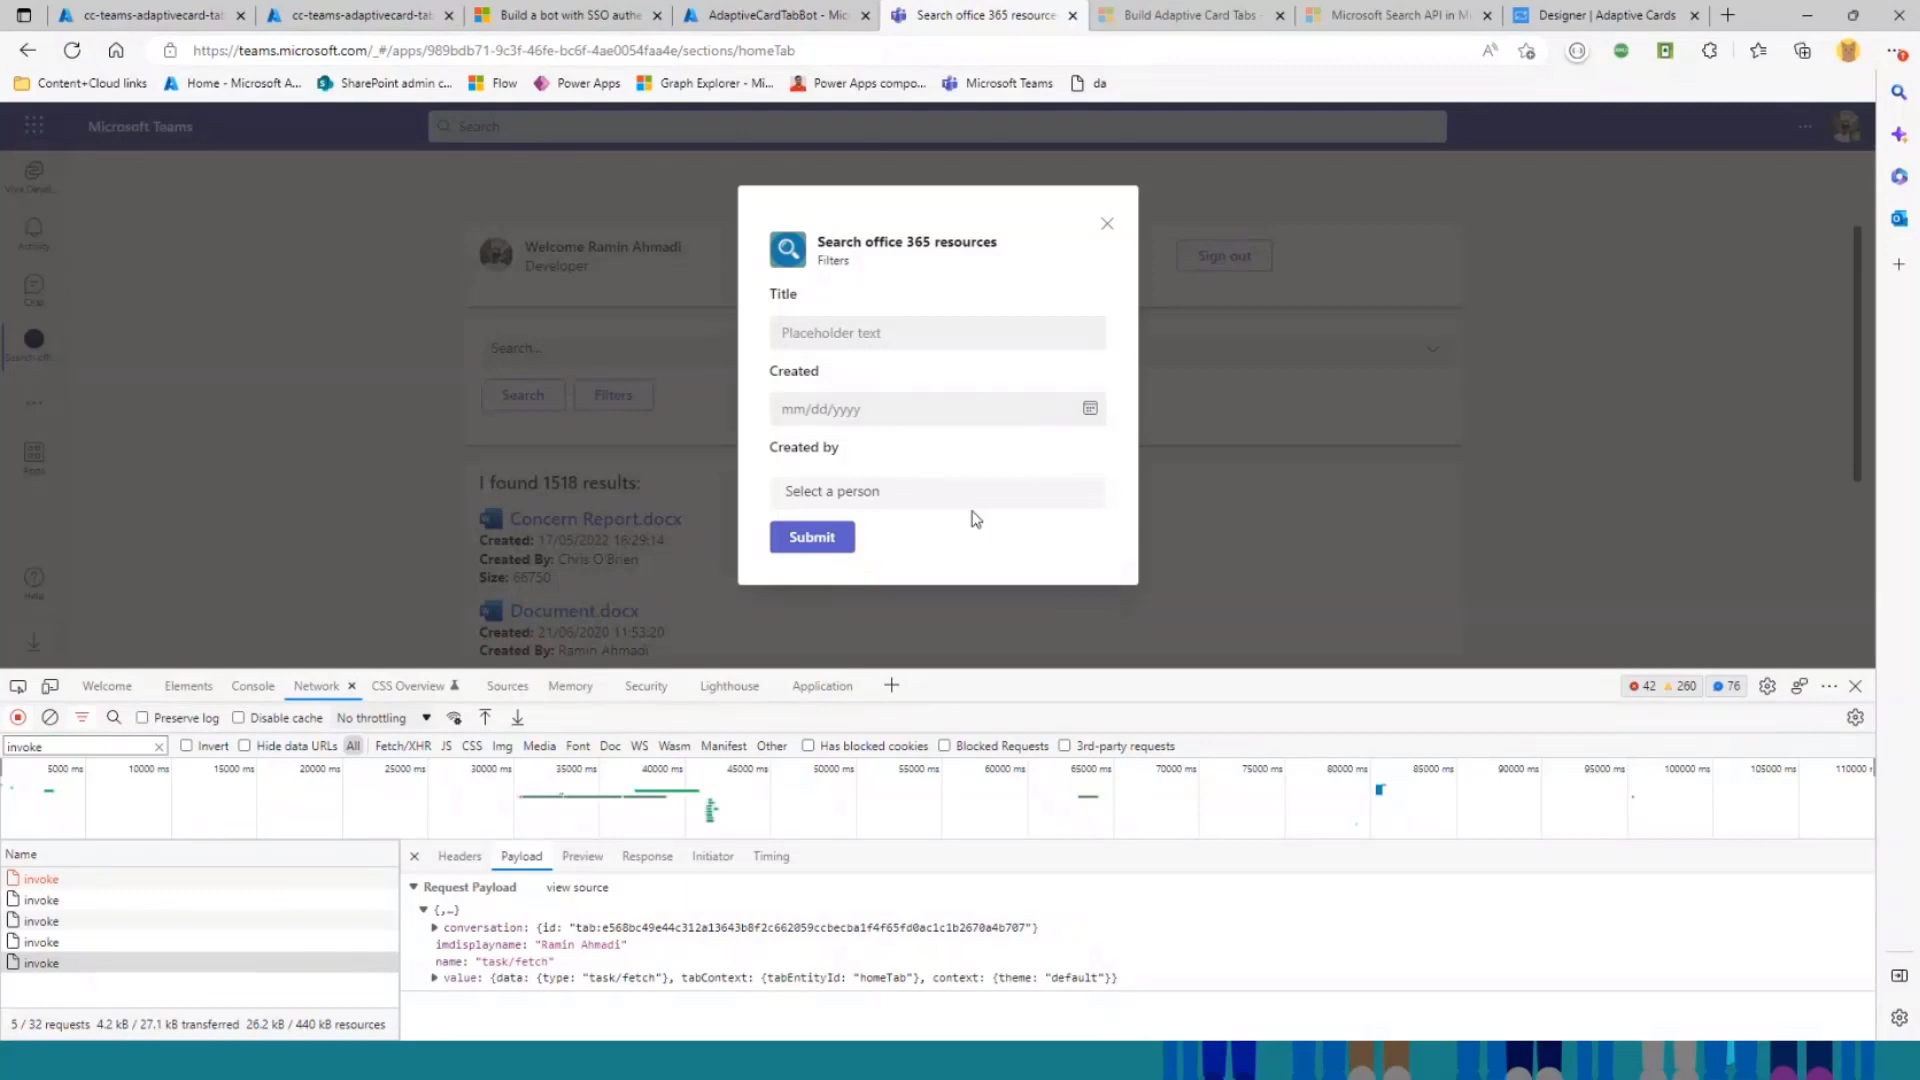 cc-teams-adaptivecard-tab
cc-teams-adaptivecard-tab
Build a bot with SSO authe
AdaptiveCardTabBot - Mic
Search office 365 resource
Build Adaptive Card Tabs -
Microsoft Search API in M
Designer | Adaptive Cards
https://teams.microsoft.com/_#/apps/989bdb71-9c3f-46fe-bc6f-4ae0054faa4e/sections/homeTab
Content+Cloud links
Home - Microsoft A...
SharePoint admin c...
Flow
Power Apps
Graph Explorer - Mi...
Power Apps compo...
Microsoft Teams
da
Microsoft Teams
Search
Viva Devel...
Activity
Chat
Search offi...
Apps
Help
Welcome Ramin Ahmadi
Developer
Sign out
Search...
Search
Filters
I found 1518 results:
Concern Report.docx
Created: 17/05/2022 16:29:14
Created By: Chris O'Brien
Size: 66750
Document.docx
Created: 21/06/2020 11:53:20
Created By: Ramin Ahmadi
Search office 365 resources
Filters
Title
Placeholder text
Created
mm/dd/yyyy
Created by
Select a person
Submit
Welcome
Elements
Console
Network
CSS Overview
Sources
Memory
Security
Lighthouse
Application
42
260
76
Preserve log
Disable cache
No throttling
invoke
Invert
Hide data URLs
All
Fetch/XHR
JS
CSS
Img
Media
Font
Doc
WS
Wasm
Manifest
Other
Has blocked cookies
Blocked Requests
3rd-party requests
5000 ms
10000 ms
15000 ms
20000 ms
25000 ms
30000 ms
35000 ms
40000 ms
45000 ms
50000 ms
55000 ms
60000 ms
65000 ms
70000 ms
75000 ms
80000 ms
85000 ms
90000 ms
95000 ms
100000 ms
105000 ms
110000
Name
invoke
invoke
invoke
invoke
invoke
5 / 32 requests 4.2 kB / 27.1 kB transferred 26.2 kB / 440 kB resources
Headers
Payload
Preview
Response
Initiator
Timing
Request Payload
view source
{,…}
conversation: {id: "tab:e568bc49e44c312a13643b8f2c662059ccbecba1f4f65fd0ac1c1b2670a4b707"}
imdisplayname: "Ramin Ahmadi"
name: "task/fetch"
value: {data: {type: "task/fetch"}, tabContext: {tabEntityId: "homeTab"}, context: {theme: "default"}}